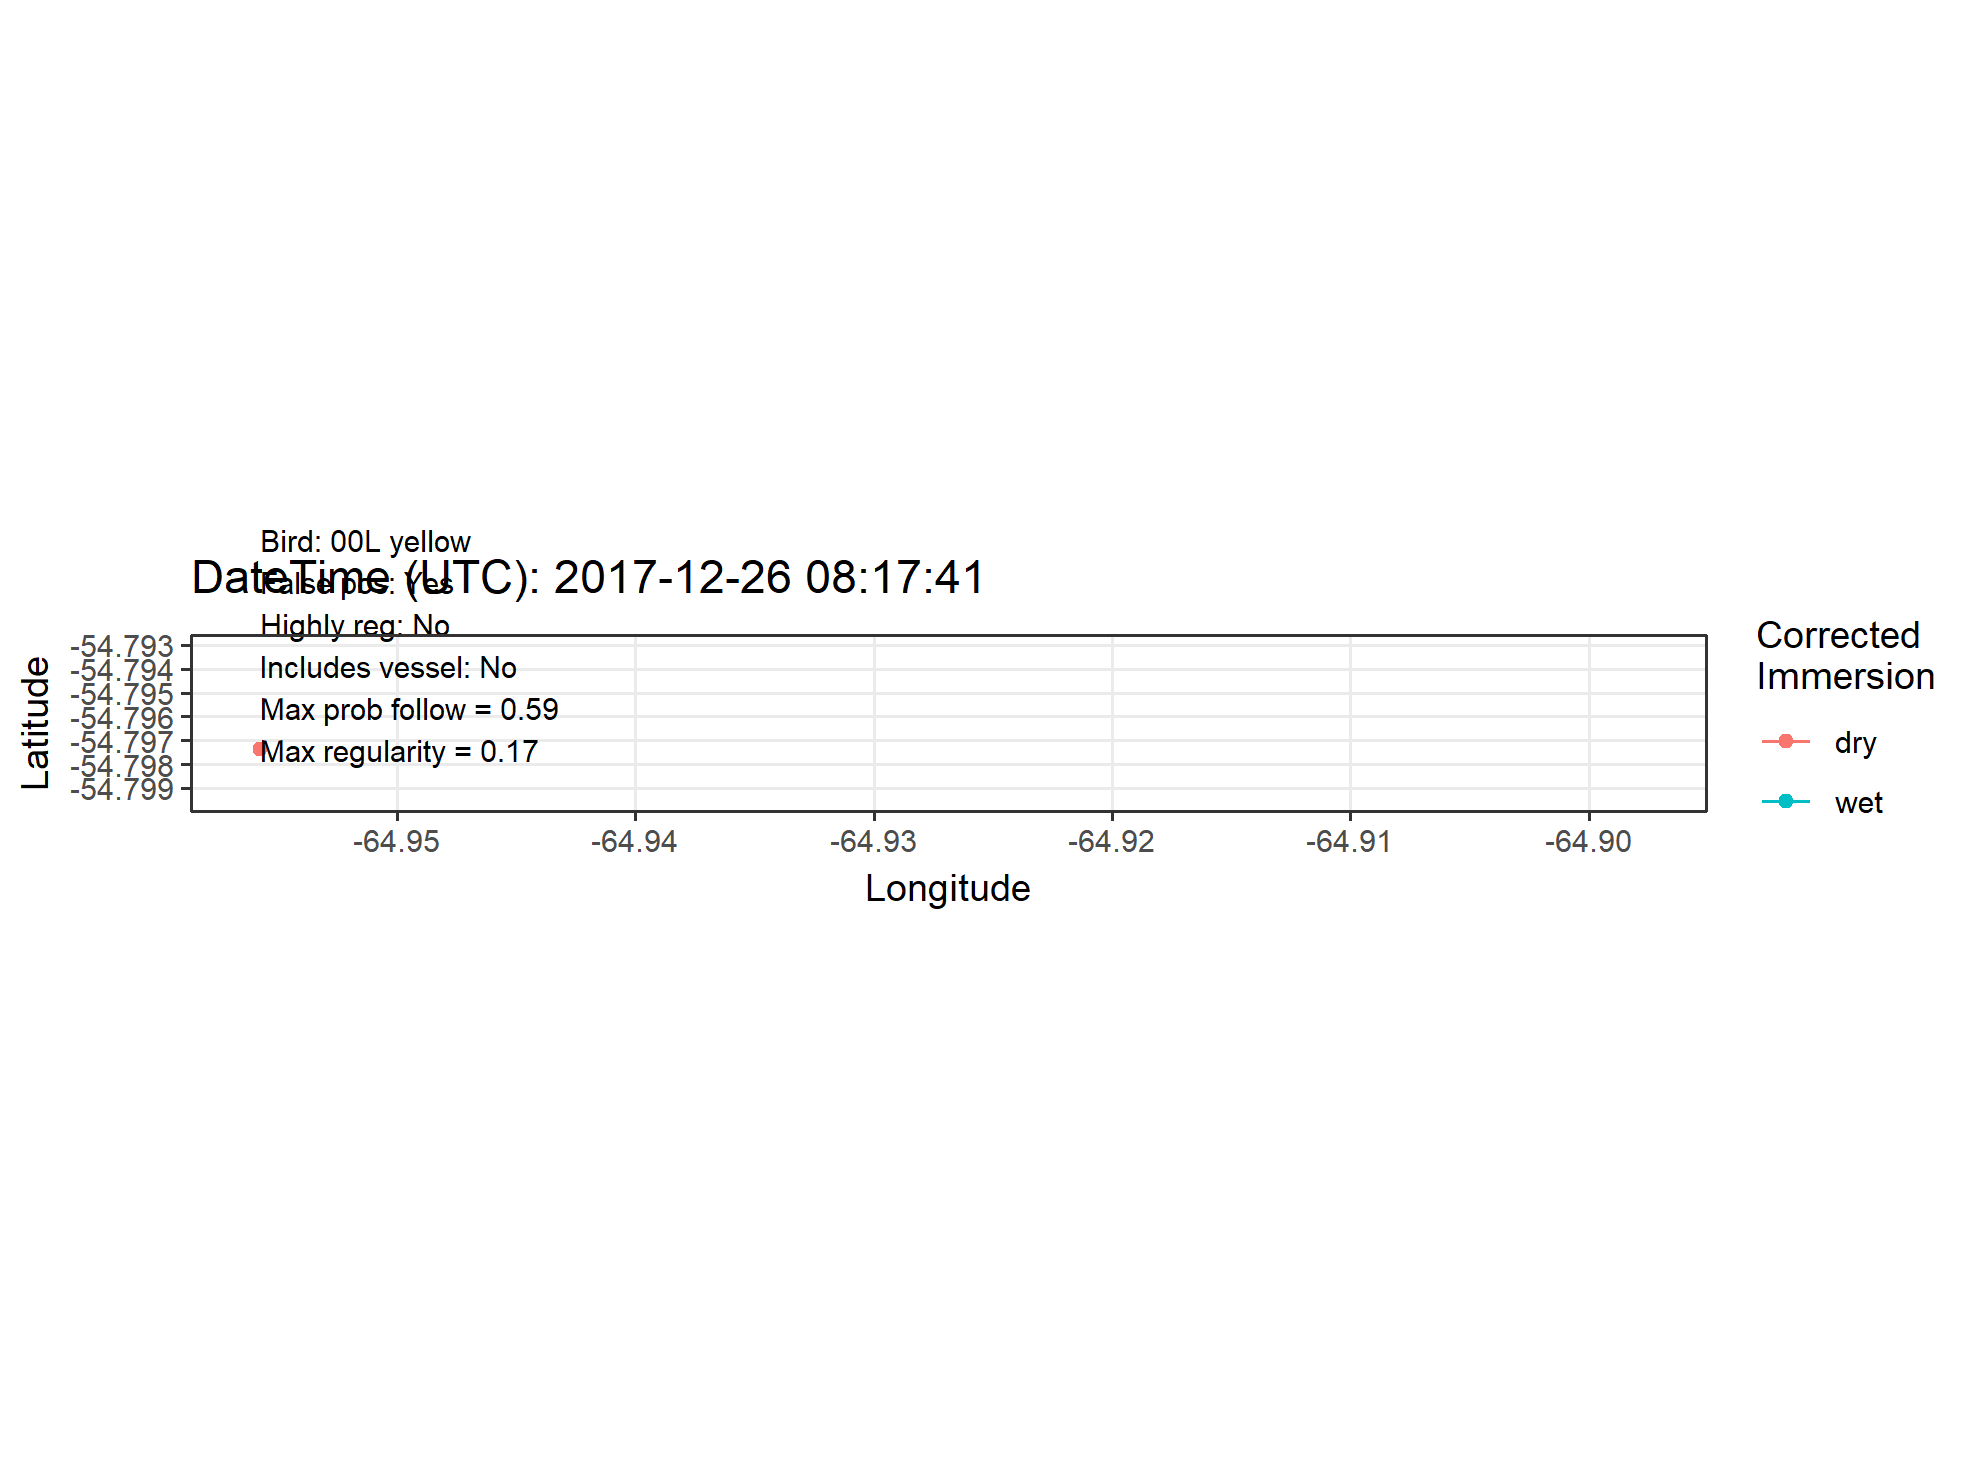 Bird: 00L yellow
DateTime (UTC): 2017-12-26 08:17:41
False pos: Yes
Highly reg: No
Includes vessel: No
Max prob follow = 0.59
Max regularity = 0.17
Latitude
-54.793
-54.794
-54.795
-54.796
-54.797
-54.798
-54.799
-64.95
-64.94
-64.93
-64.92
-64.91
-64.90
Longitude
Corrected
Immersion
dry
wet